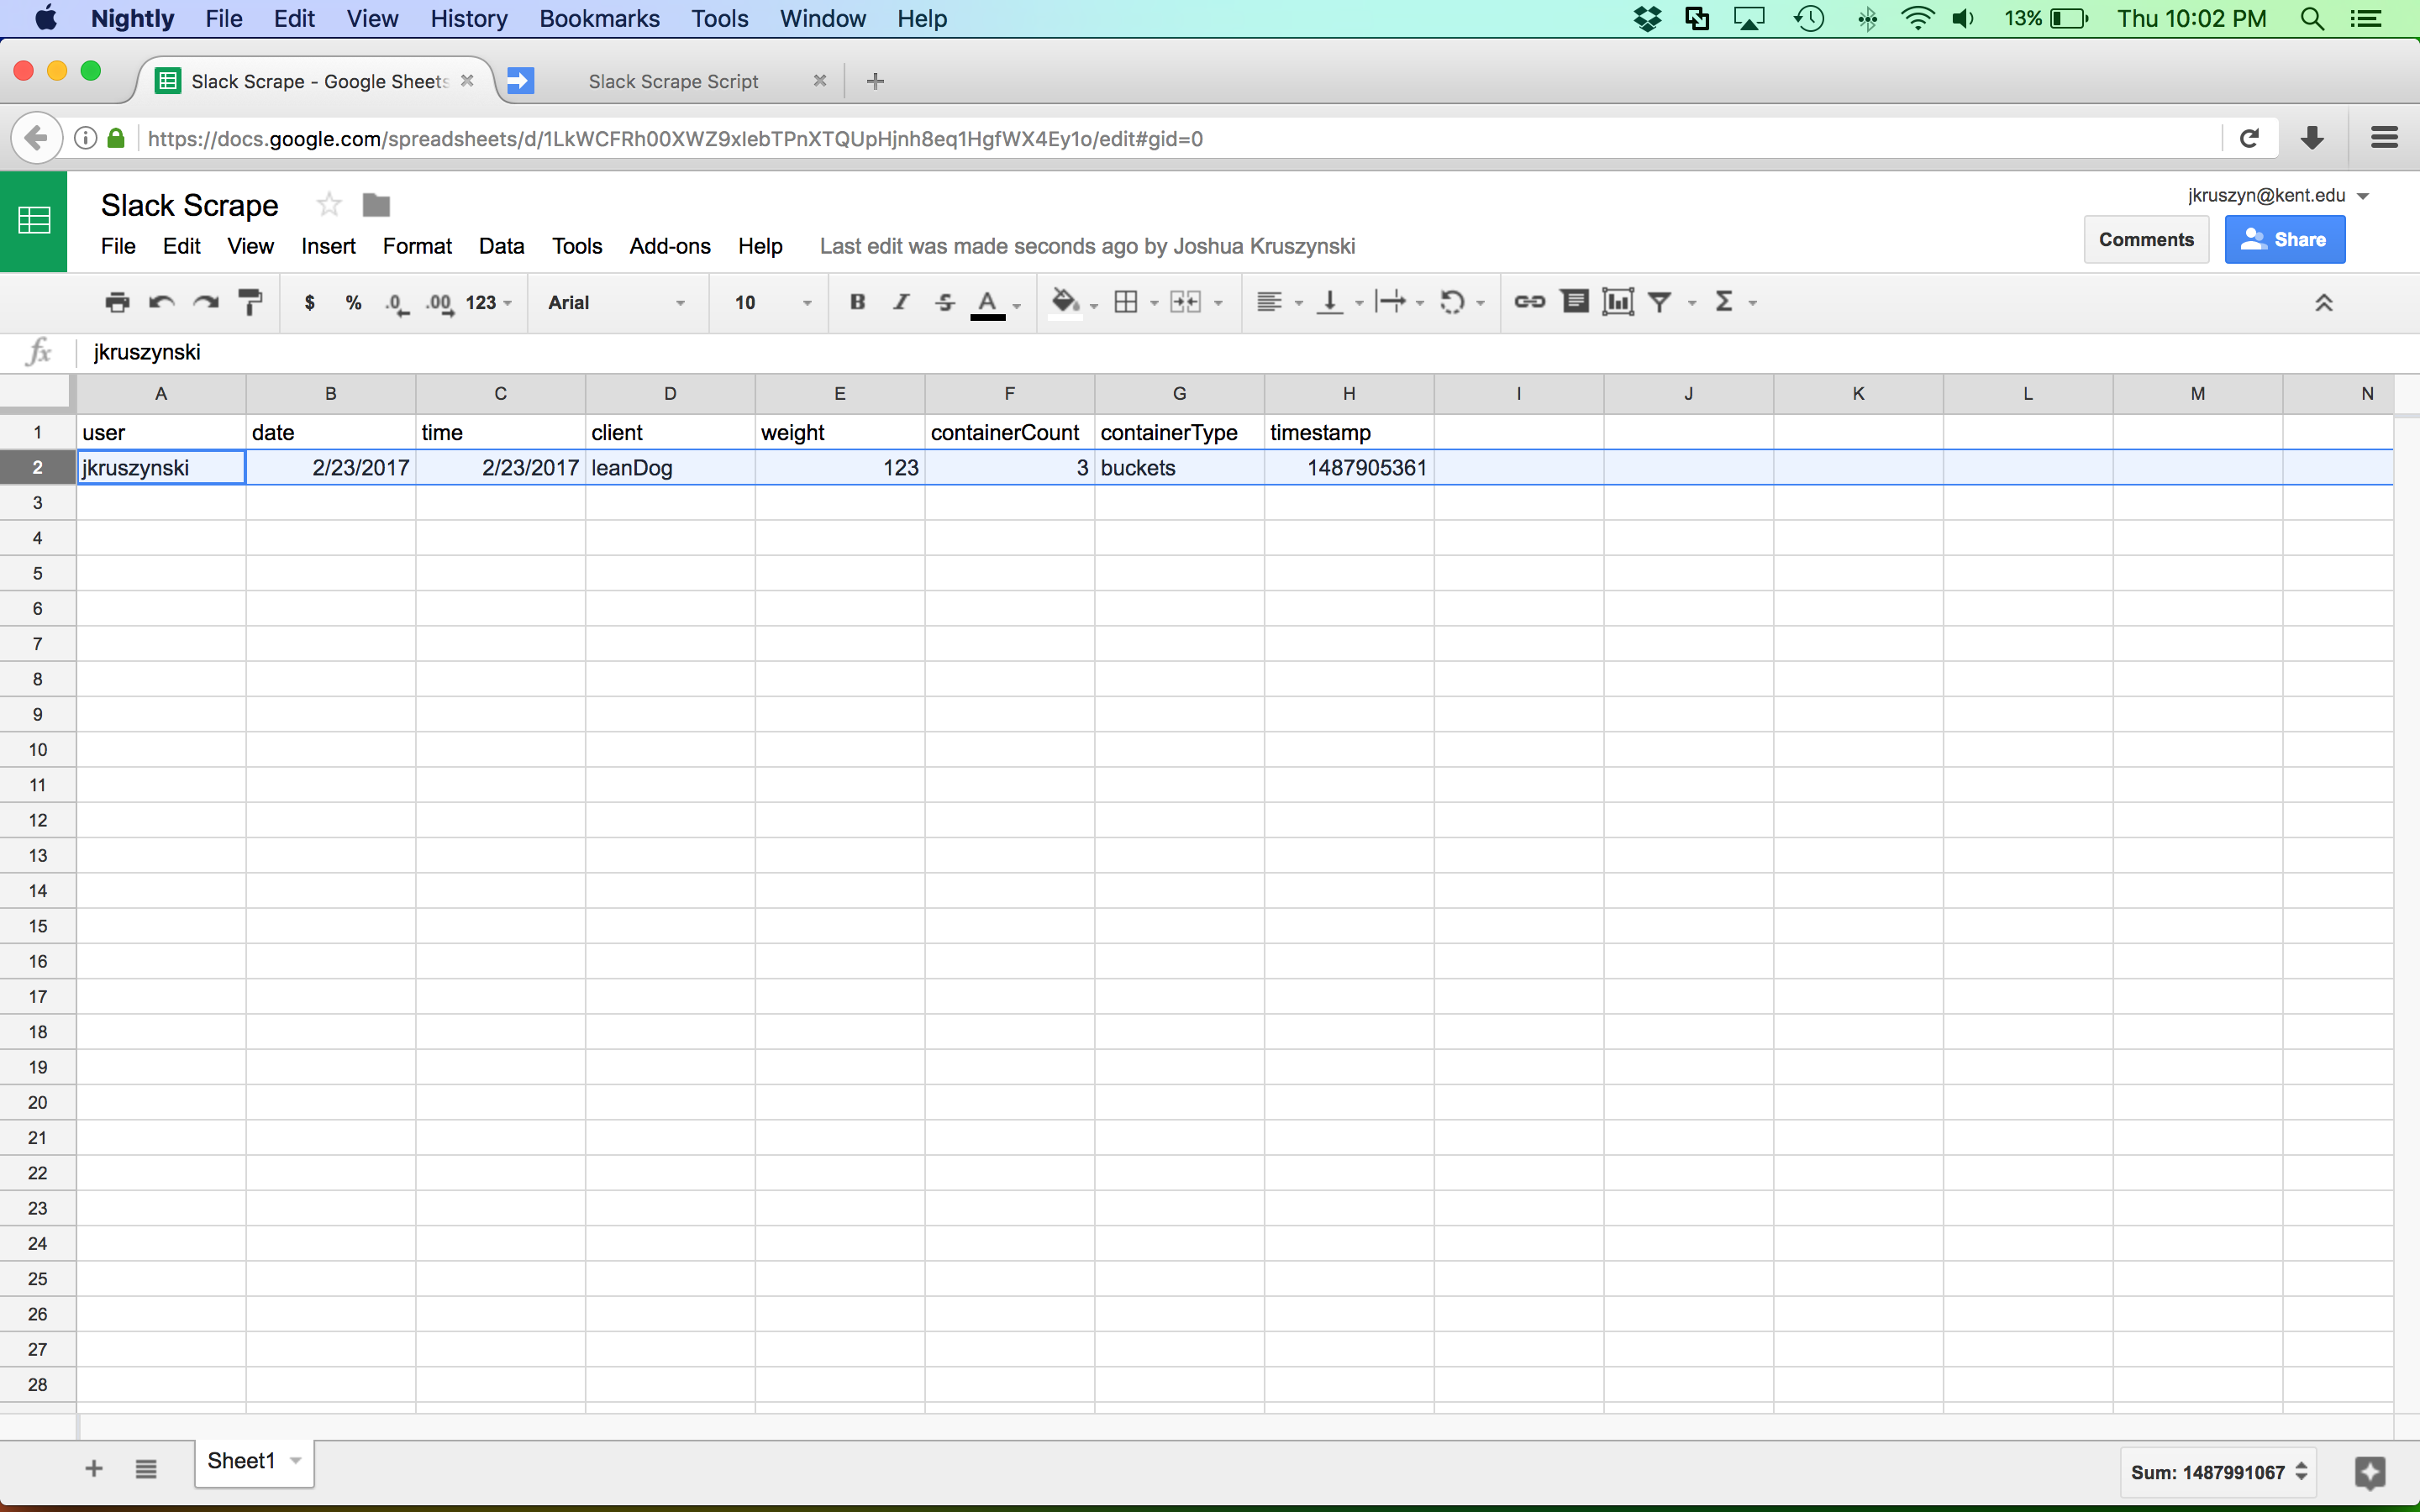 Nightly File Edit View History Bookmarks Tools Window Help 13% Thu 10:02 PM
Slack Scrape - Google Sheets Slack Scrape Script
https://docs.google.com/spreadsheets/d/1LkWCFRh00XWZ9xIebTPnXTQUpHjnh8eq1HgfWX4Ey1o/edit#gid=0
Slack Scrape jkruszyn@kent.edu
File Edit View Insert Format Data Tools Add-ons Help Last edit was made seconds ago by Joshua Kruszynski Comments Share
$ % .0 .00 123 Arial 10 B I S A Σ
fx jkruszynski
A B C D E F G H I J K L M N
1 user date time client weight containerCount containerType timestamp
2 jkruszynski 2/23/2017 2/23/2017 leanDog 123 3 buckets 1487905361
3
4
5
6
7
8
9
10
11
12
13
14
15
16
17
18
19
20
21
22
23
24
25
26
27
28
Sheet1 Sum: 1487991067